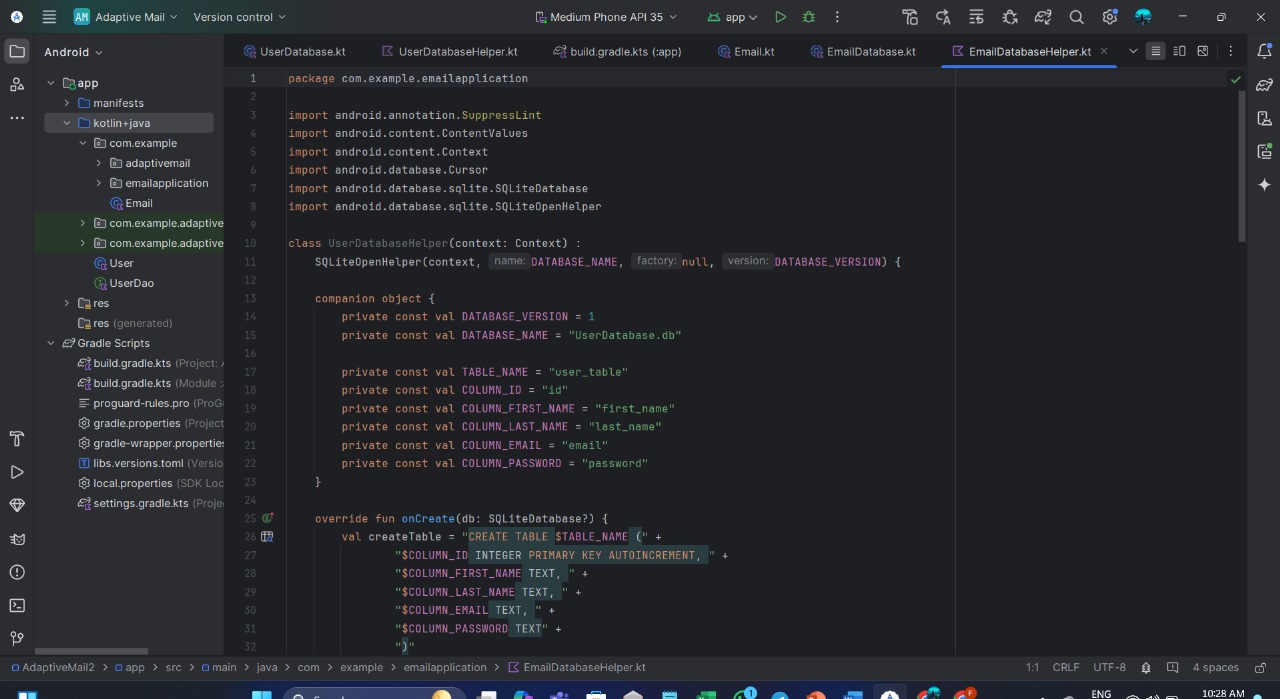 AM Adaptive Mail Version control Medium Phone API 35 app
Android UserDatabase.kt UserDatabaseHelper.kt build.gradle.kts (:app) Email.kt EmailDatabase.kt EmailDatabaseHelper.kt
app
manifests
kotlin+java
com.example
adaptivemail
emailapplication
Email
com.example.adaptive
com.example.adaptive
User
UserDao
res
res (generated)
Gradle Scripts
build.gradle.kts (Project: A
build.gradle.kts (Module :
proguard-rules.pro (ProG
gradle.properties (Project
gradle-wrapper.properties
libs.versions.toml (Versio
local.properties (SDK Loc
settings.gradle.kts (Proje
1 package com.example.emailapplication
2
3 import android.annotation.SuppressLint
4 import android.content.ContentValues
5 import android.content.Context
6 import android.database.Cursor
7 import android.database.sqlite.SQLiteDatabase
8 import android.database.sqlite.SQLiteOpenHelper
9
10 class UserDatabaseHelper(context: Context) :
11 SQLiteOpenHelper(context, name: DATABASE_NAME, factory: null, version: DATABASE_VERSION) {
12
13 companion object {
14 private const val DATABASE_VERSION = 1
15 private const val DATABASE_NAME = "UserDatabase.db"
16
17 private const val TABLE_NAME = "user_table"
18 private const val COLUMN_ID = "id"
19 private const val COLUMN_FIRST_NAME = "first_name"
20 private const val COLUMN_LAST_NAME = "last_name"
21 private const val COLUMN_EMAIL = "email"
22 private const val COLUMN_PASSWORD = "password"
23 }
24
25 override fun onCreate(db: SQLiteDatabase?) {
26 val createTable = "CREATE TABLE $TABLE_NAME (" +
27 "$COLUMN_ID INTEGER PRIMARY KEY AUTOINCREMENT, " +
28 "$COLUMN_FIRST_NAME TEXT, " +
29 "$COLUMN_LAST_NAME TEXT, " +
30 "$COLUMN_EMAIL TEXT, " +
31 "$COLUMN_PASSWORD TEXT" +
32 ")"
AdaptiveMail2 > app > src > main > java > com > example > emailapplication > EmailDatabaseHelper.kt 1:1 CRLF UTF-8 4 spaces
1 ENG 10:28 AM